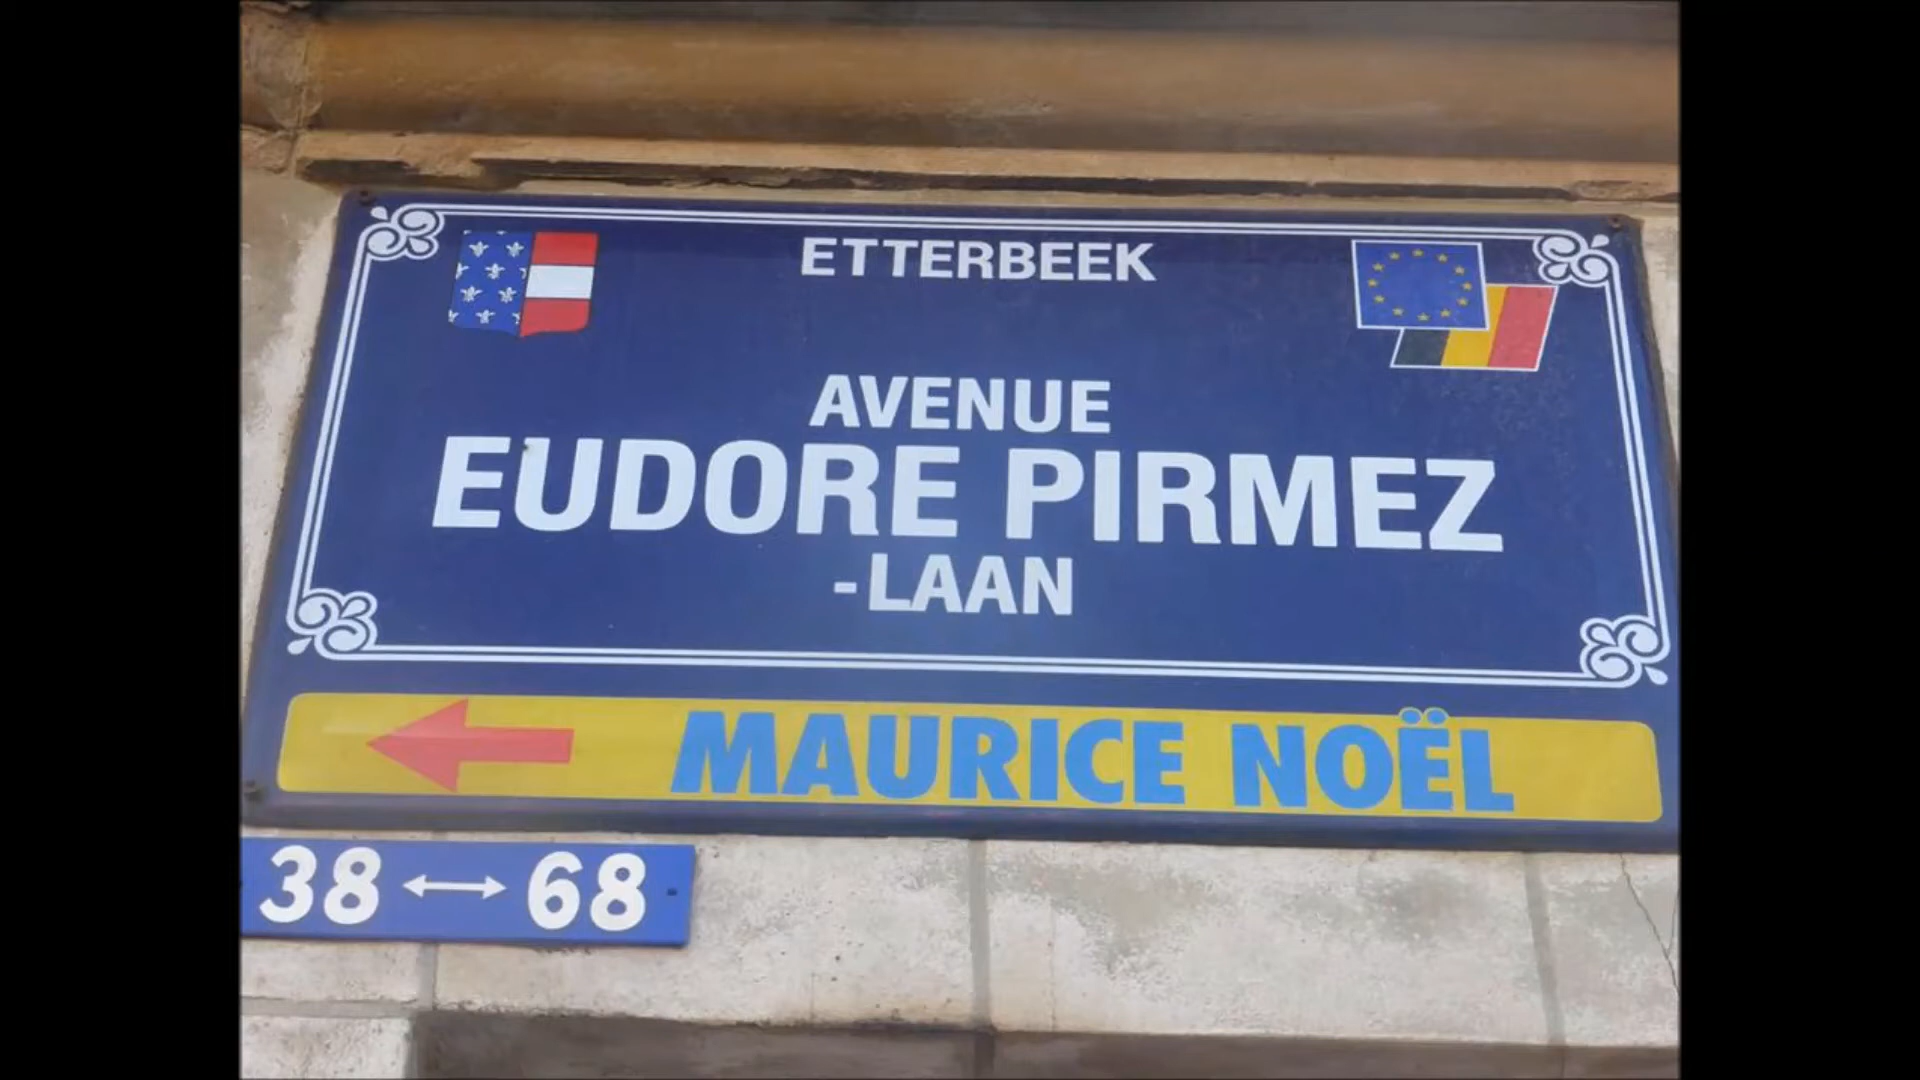 ETTERBEEK
AVENUE
EUDORE PIRMEZ
-LAAN
MAURICE NOËL
38 ↔ 68